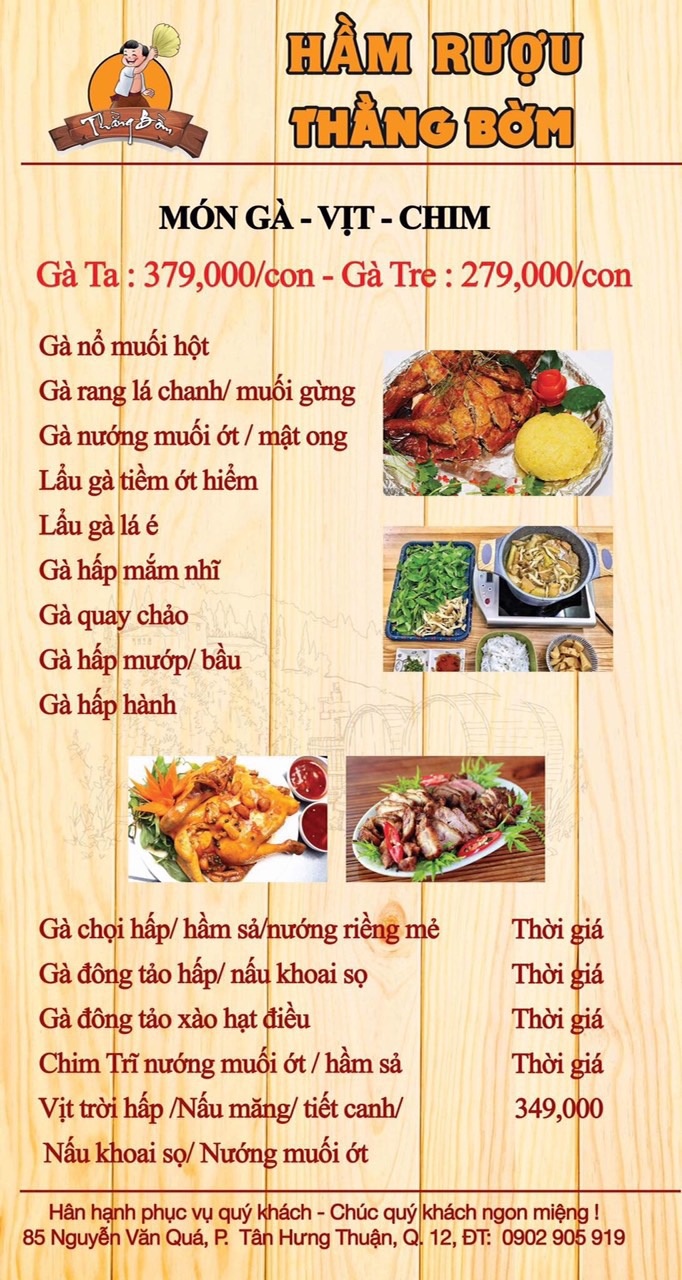 Thằng Bờm
HẦM RƯỢU
THẰNG BỜM
MÓN GÀ - VỊT - CHIM
Gà Ta : 379,000/con - Gà Tre : 279,000/con
Gà nổ muối hột
Gà rang lá chanh/ muối gừng
Gà nướng muối ớt / mật ong
Lẩu gà tiềm ớt hiểm
Lẩu gà lá é
Gà hấp mắm nhĩ
Gà quay chảo
Gà hấp mướp/ bầu
Gà hấp hành
Gà chọi hấp/ hầm sả/nướng riềng mẻ Thời giá
Gà đông tảo hấp/ nấu khoai sọ Thời giá
Gà đông tảo xào hạt điều Thời giá
Chim Trĩ nướng muối ớt / hầm sả Thời giá
Vịt trời hấp /Nấu măng/ tiết canh/ 349,000
Nấu khoai sọ/ Nướng muối ớt
Hân hạnh phục vụ quý khách - Chúc quý khách ngon miệng !
85 Nguyễn Văn Quá, P. Tân Hưng Thuận, Q. 12, ĐT: 0902 905 919